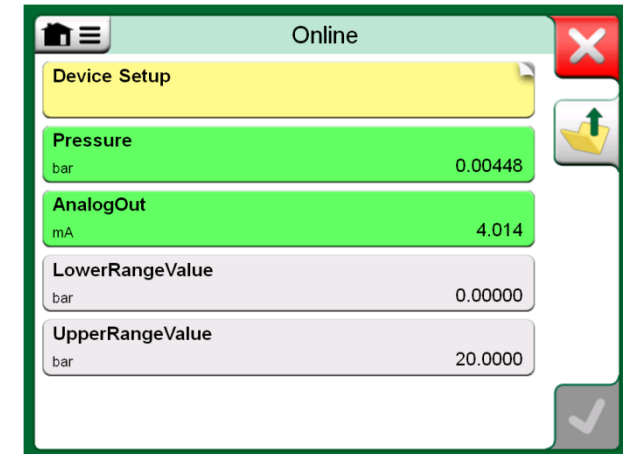 Online
Device Setup
Pressure
bar 0.00448
AnalogOut
mA 4.014
LowerRangeValue
bar 0.00000
UpperRangeValue
bar 20.0000